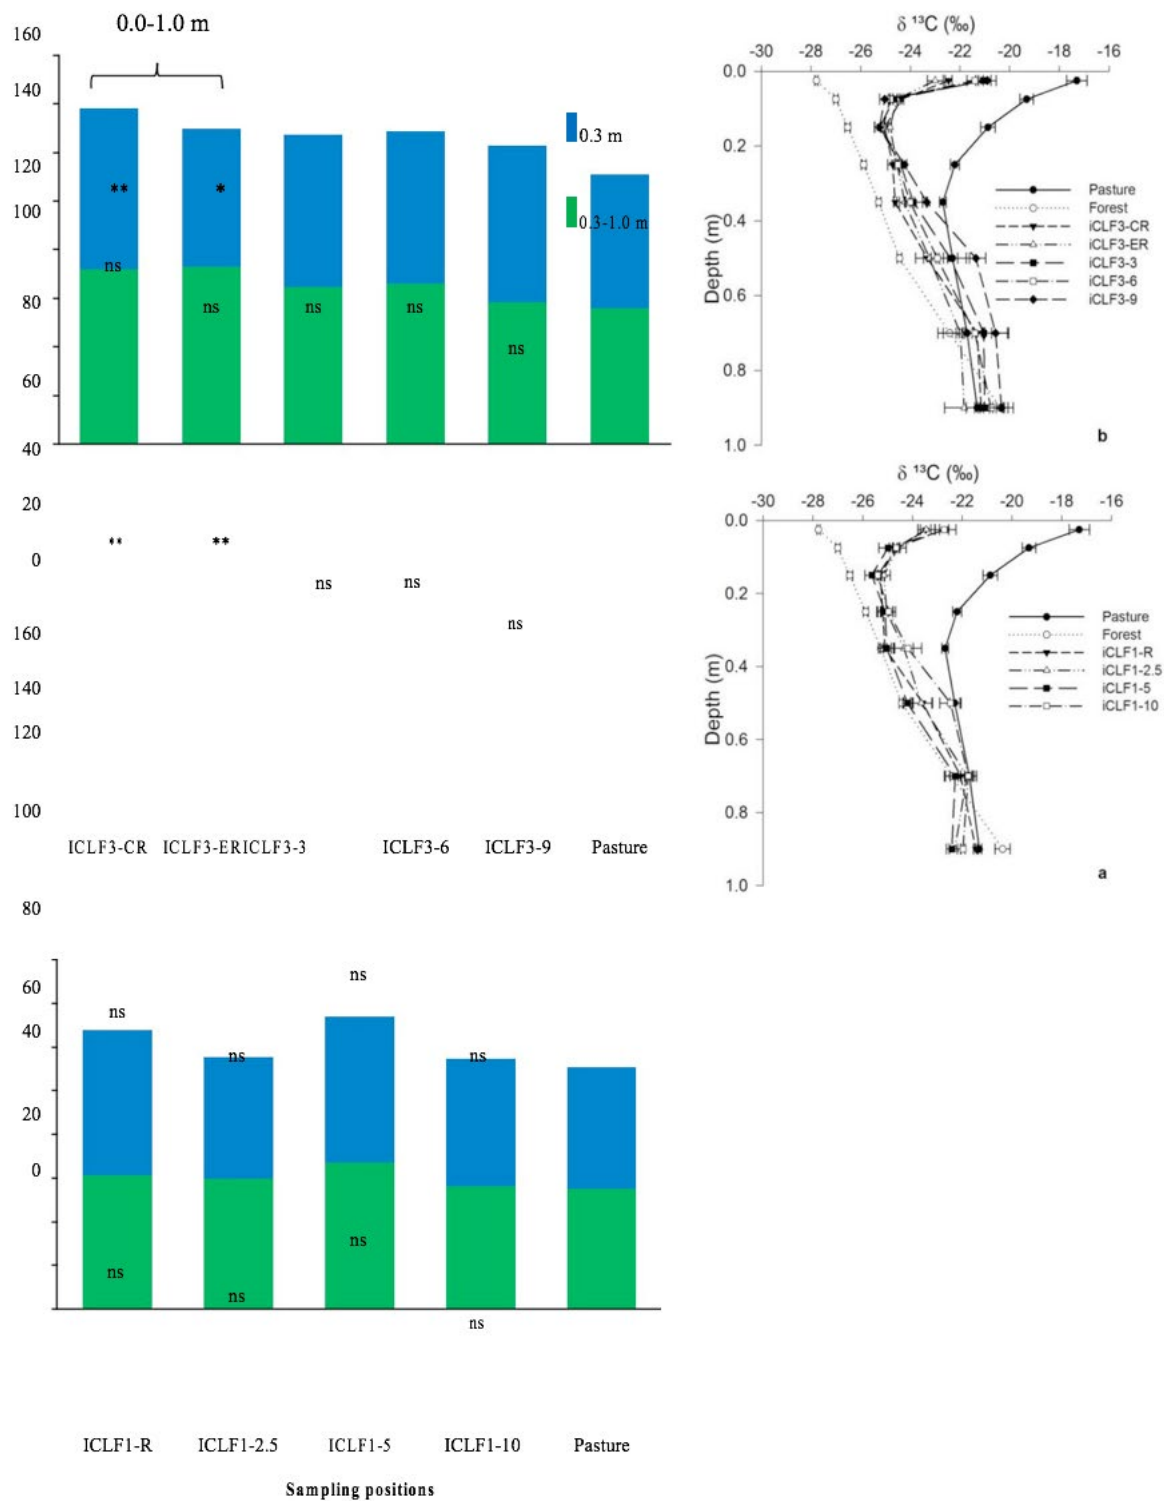 0.0-1.0 m
160
140
120
100
80
60
40
20
0
** * 
ns
ns ns ns
ns
0.3 m
0.3-1.0 m
** **
ns ns
ns
ICLF3-CR ICLF3-ER ICLF3-3 ICLF3-6 ICLF3-9 Pasture
160
140
120
100
80
60
40
20
0
ns
ns
ns ns
ns
ns
ns
ns
ICLF1-R ICLF1-2.5 ICLF1-5 ICLF1-10 Pasture
Sampling positions
δ ¹³C (‰)
-30 -28 -26 -24 -22 -20 -18 -16
0.0
0.2
0.4
0.6
0.8
1.0
Depth (m)
Pasture
Forest
iCLF3-CR
iCLF3-ER
iCLF3-3
iCLF3-6
iCLF3-9
b
δ ¹³C (‰)
-30 -28 -26 -24 -22 -20 -18 -16
0.0
0.2
0.4
0.6
0.8
1.0
Depth (m)
Pasture
Forest
iCLF1-R
iCLF1-2.5
iCLF1-5
iCLF1-10
a